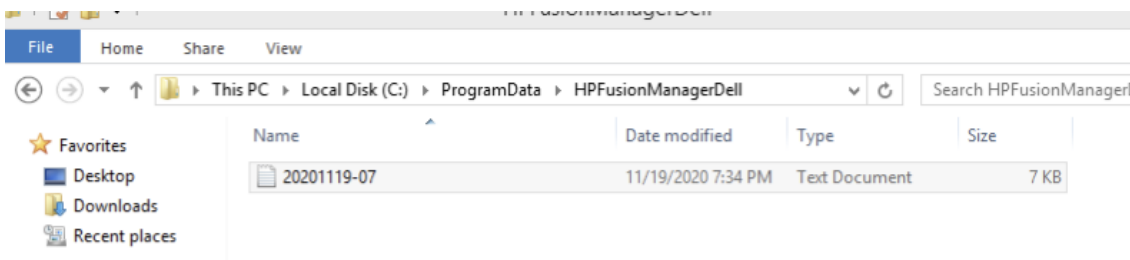 HPFusionManagerDell
File Home Share View
This PC Local Disk (C:) ProgramData HPFusionManagerDell Search HPFusionManager
Name Date modified Type Size
Favorites
20201119-07 11/19/2020 7:34 PM Text Document 7 KB
Desktop
Downloads
Recent places